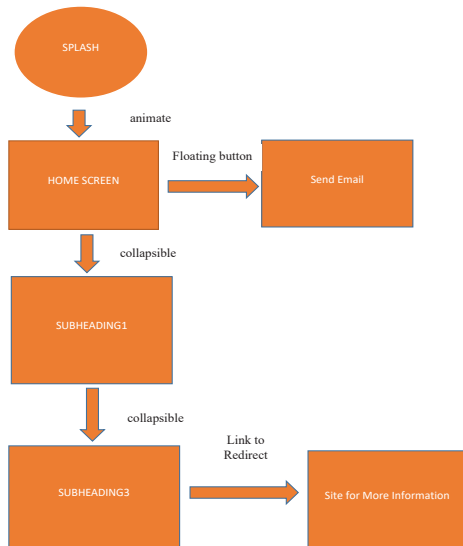 SPLASH
animate
HOME SCREEN
Floating button
Send Email
collapsible
SUBHEADING1
collapsible
SUBHEADING3
Link to
Redirect
Site for More Information